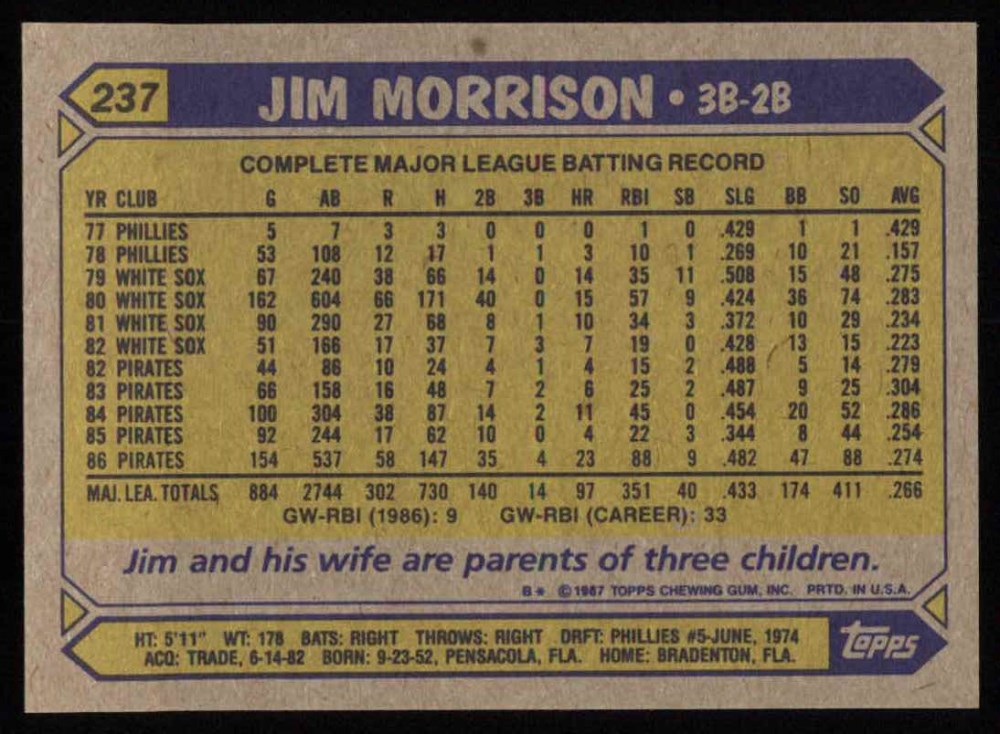 237 JIM MORRISON • 3B-2B
COMPLETE MAJOR LEAGUE BATTING RECORD
YR CLUB G AB R H 2B 3B HR RBI SB SLG BB SO AVG
77 PHILLIES 5 7 3 3 0 0 0 1 0 .429 1 1 .429
78 PHILLIES 53 108 12 17 1 1 3 10 1 .269 10 21 .157
79 WHITE SOX 67 240 38 66 14 0 14 35 11 .508 15 48 .275
80 WHITE SOX 162 604 66 171 40 0 15 57 9 .424 36 74 .283
81 WHITE SOX 90 290 27 68 8 1 10 34 3 .372 10 29 .234
82 WHITE SOX 51 166 17 37 7 3 7 19 0 .428 13 15 .223
82 PIRATES 44 86 10 24 4 1 4 15 2 .488 5 14 .279
83 PIRATES 66 158 16 48 7 2 6 25 2 .487 9 25 .304
84 PIRATES 100 304 38 87 14 2 11 45 0 .454 20 52 .286
85 PIRATES 92 244 17 62 10 0 4 22 3 .344 8 44 .254
86 PIRATES 154 537 58 147 35 4 23 88 9 .482 47 88 .274
MAJ. LEA. TOTALS 884 2744 302 730 140 14 97 351 40 .433 174 411 .266
GW-RBI (1986): 9 GW-RBI (CAREER): 33
Jim and his wife are parents of three children.
B* ©1987 TOPPS CHEWING GUM, INC. PRTD. IN U.S.A.
HT: 5'11" WT: 178 BATS: RIGHT THROWS: RIGHT DRFT: PHILLIES #5-JUNE, 1974
ACQ: TRADE, 6-14-82 BORN: 9-23-52, PENSACOLA, FLA. HOME: BRADENTON, FLA.
topps